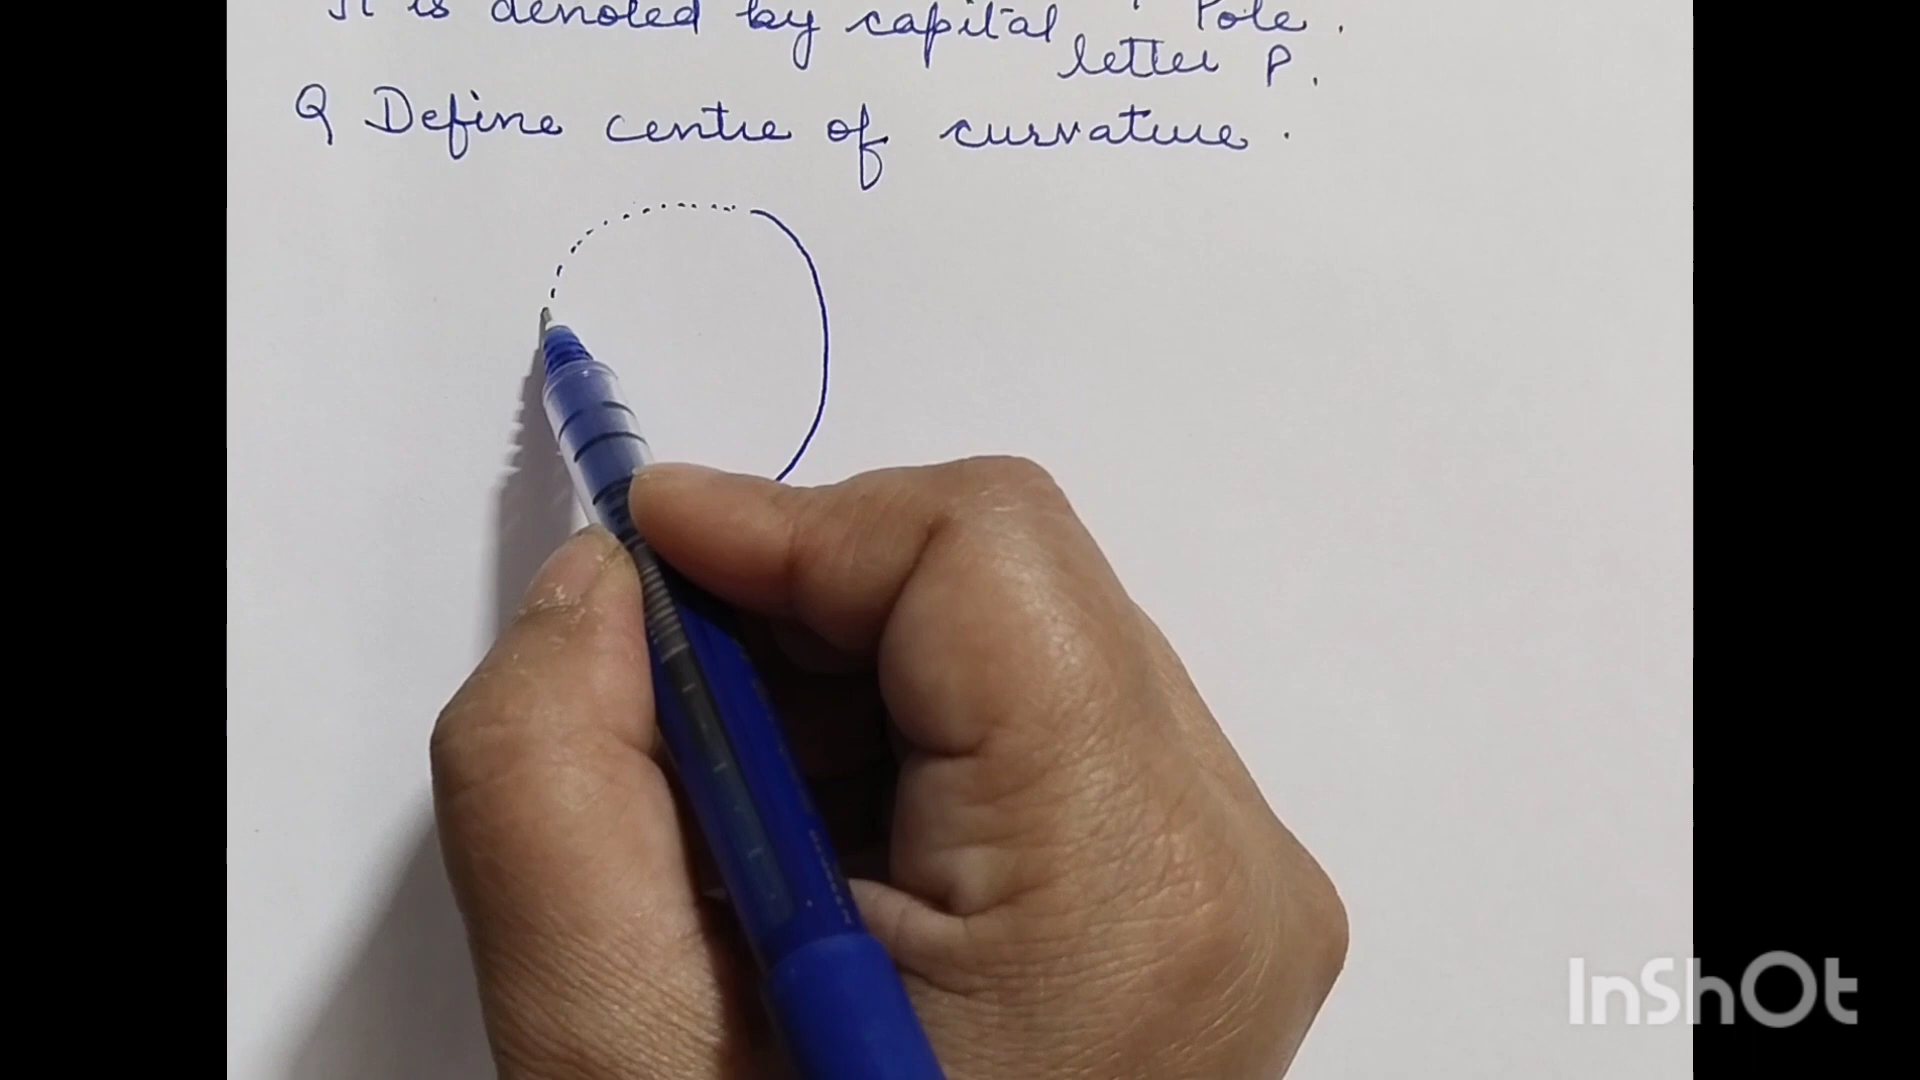 It is denoted by capital Pole.
letter P.
Q Define centre of curvature.
InShOt